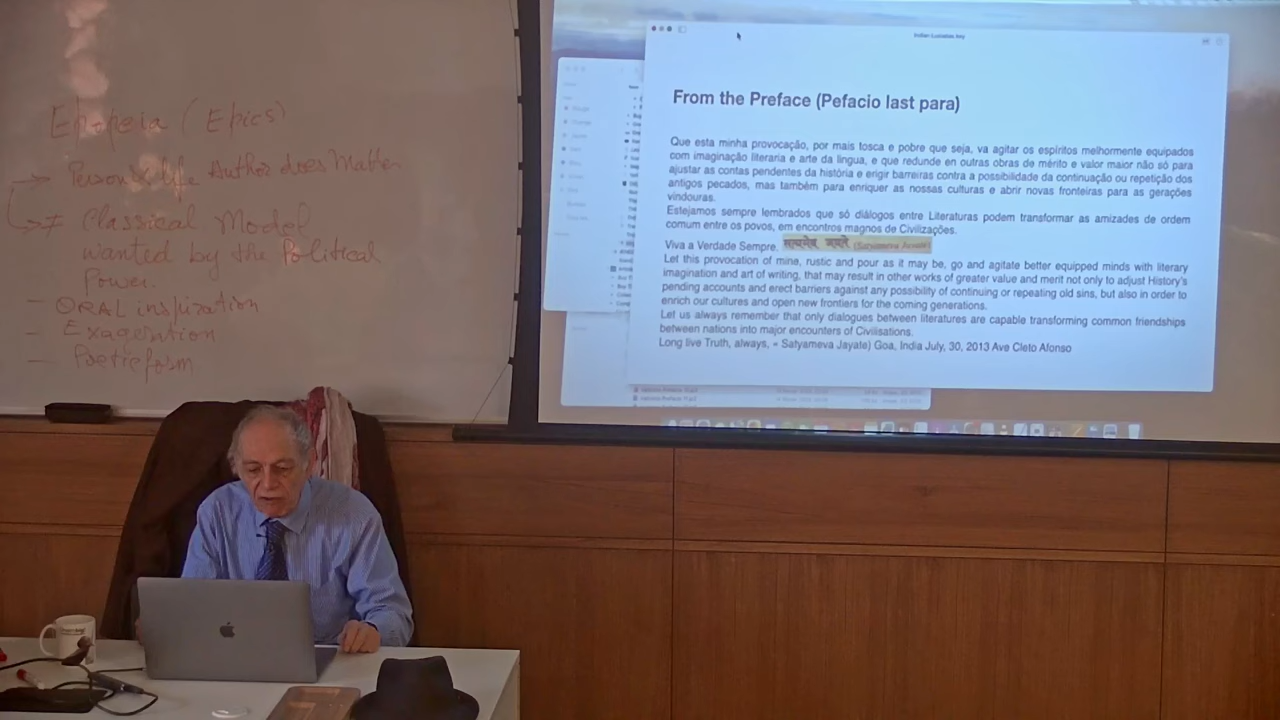 Epopeia (Epics)
→ Person & life Author does Matter
→ ≠ Classical Model
wanted by the Political
Power.
- ORAL inspiration
- Exageration
- Poetic form
From the Preface (Pefacio last para)
Que esta minha provocação, por mais tosca e pobre que seja, va agitar os espiritos melhormente equipados
com imaginação literaria e arte da lingua, e que redunde en outras obras de mérito e valor maior não só para
ajustar as contas pendentes da história e erigir barreiras contra a possibilidade da continuação ou repetição dos
antigos pecados, mas também para enriquer as nossas culturas e abrir novas fronteiras para as gerações
vindouras.
Estejamos sempre lembrados que só diálogos entre Literaturas podem transformar as amizades de ordem
comum entre os povos, em encontros magnos de Civilizações.
Viva a Verdade Sempre. सत्यमेव जयते (Satyameva Jayate)
Let this provocation of mine, rustic and pour as it may be, go and agitate better equipped minds with literary
imagination and art of writing, that may result in other works of greater value and merit not only to adjust History's
pending accounts and erect barriers against any possibility of continuing or repeating old sins, but also in order to
enrich our cultures and open new frontiers for the coming generations.
Let us always remember that only dialogues between literatures are capable transforming common friendships
between nations into major encounters of Civilisations.
Long live Truth, always, = Satyameva Jayate) Goa, India July, 30, 2013 Ave Cleto Afonso